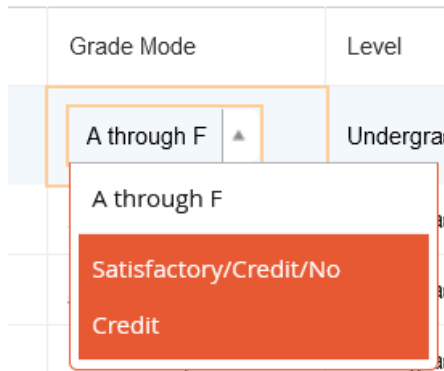 Grade Mode Level
A through F Undergra
A through F
Satisfactory/Credit/No
Credit